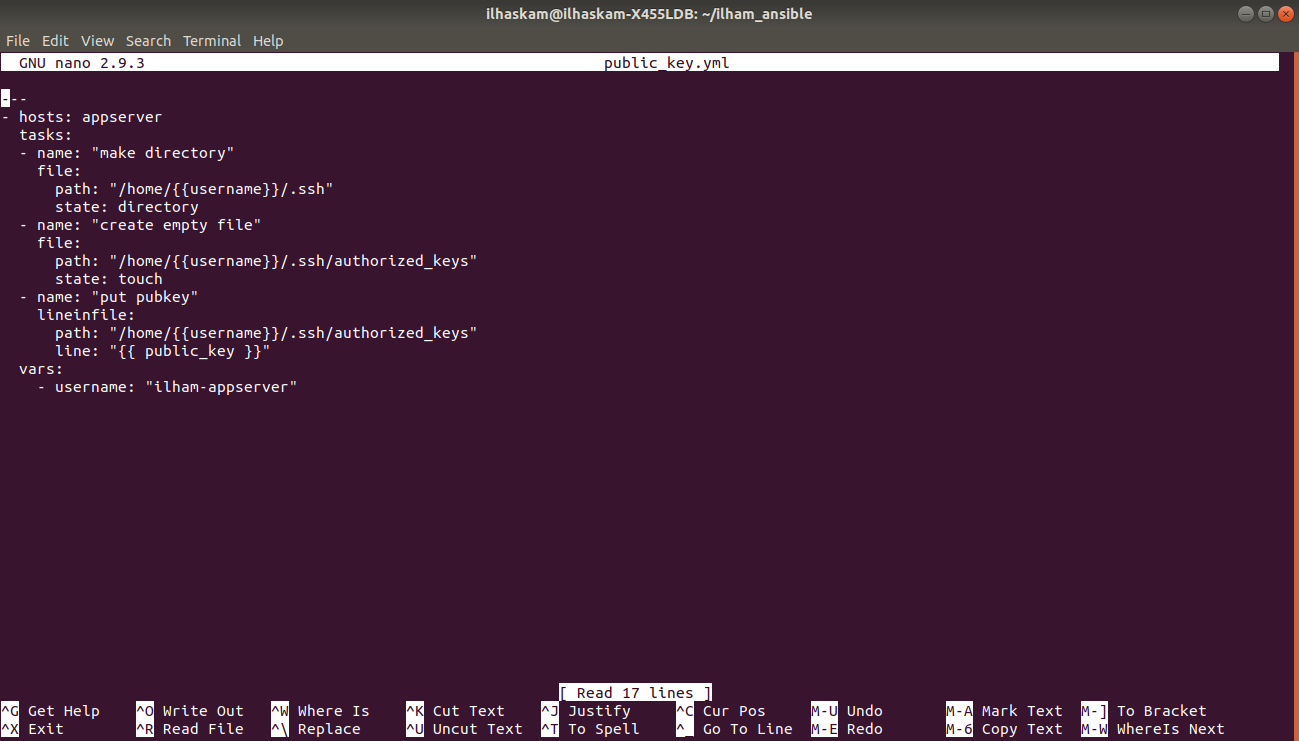 ilhaskam@ilhaskam-X455LDB: ~/ilham_ansible
File Edit View Search Terminal Help
GNU nano 2.9.3 public_key.yml
---
- hosts: appserver
  tasks:
  - name: "make directory"
    file:
      path: "/home/{{username}}/.ssh"
      state: directory
  - name: "create empty file"
    file:
      path: "/home/{{username}}/.ssh/authorized_keys"
      state: touch
  - name: "put pubkey"
    lineinfile:
      path: "/home/{{username}}/.ssh/authorized_keys"
      line: "{{ public_key }}"
  vars:
    - username: "ilham-appserver"
[ Read 17 lines ]
^G Get Help ^O Write Out ^W Where Is ^K Cut Text ^J Justify ^C Cur Pos M-U Undo M-A Mark Text M-] To Bracket
^X Exit ^R Read File ^\ Replace ^U Uncut Text ^T To Spell ^_ Go To Line M-E Redo M-6 Copy Text M-W WhereIs Next